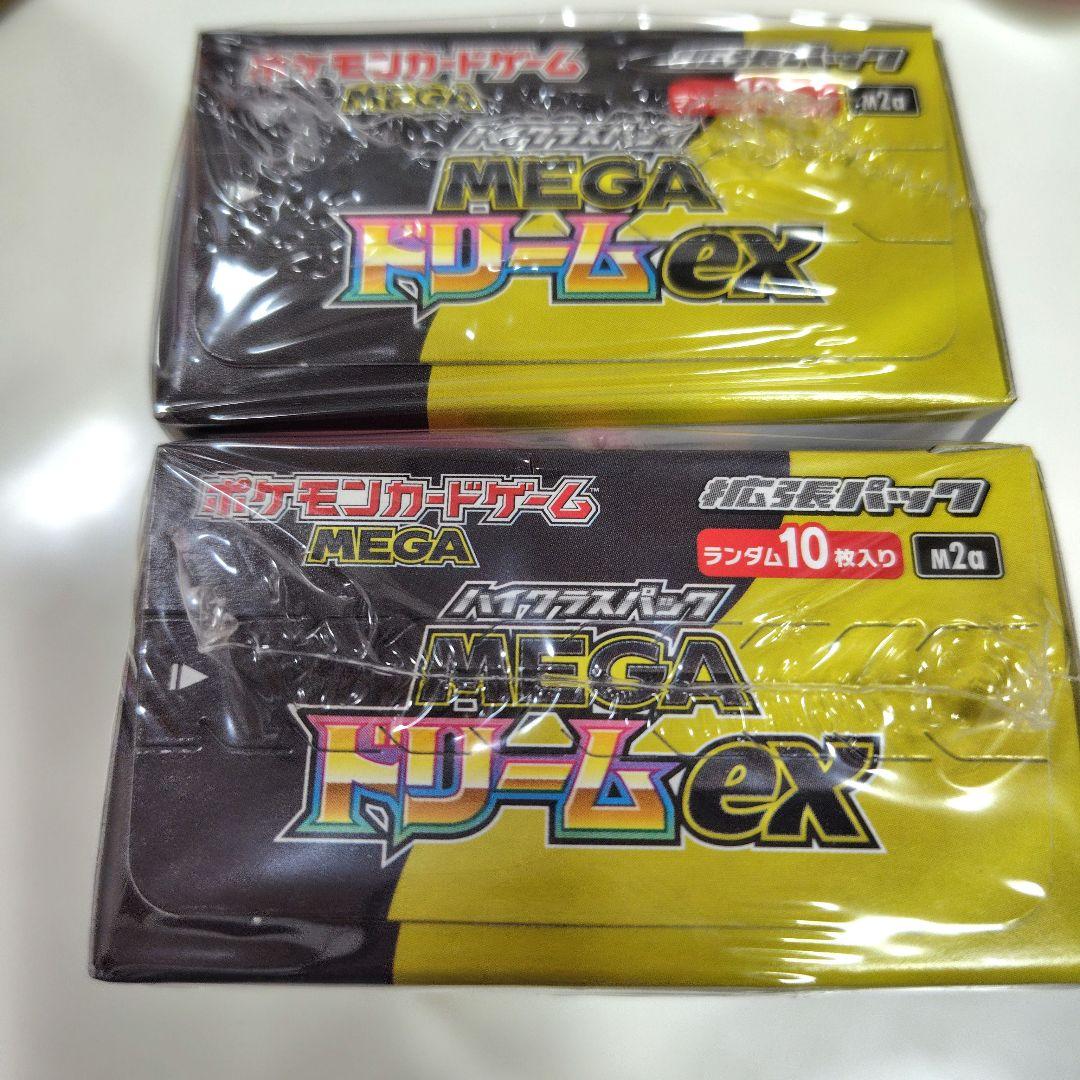 ポケモンカードゲーム
MEGA
拡張パック
M2a
ハイクラスパック
MEGA
ドリームex
ポケモンカードゲーム™
MEGA
拡張パック
ランダム10枚入り
M2a
ハイクラスパック
MEGA
ドリームex